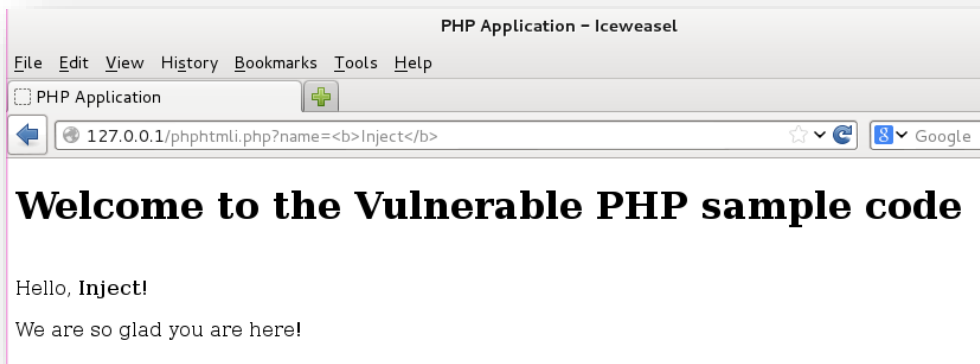 PHP Application - Iceweasel
File Edit View History Bookmarks Tools Help
PHP Application
127.0.0.1/phphtmli.php?name=<b>Inject</b> 8 Google
Welcome to the Vulnerable PHP sample code
Hello, Inject!
We are so glad you are here!